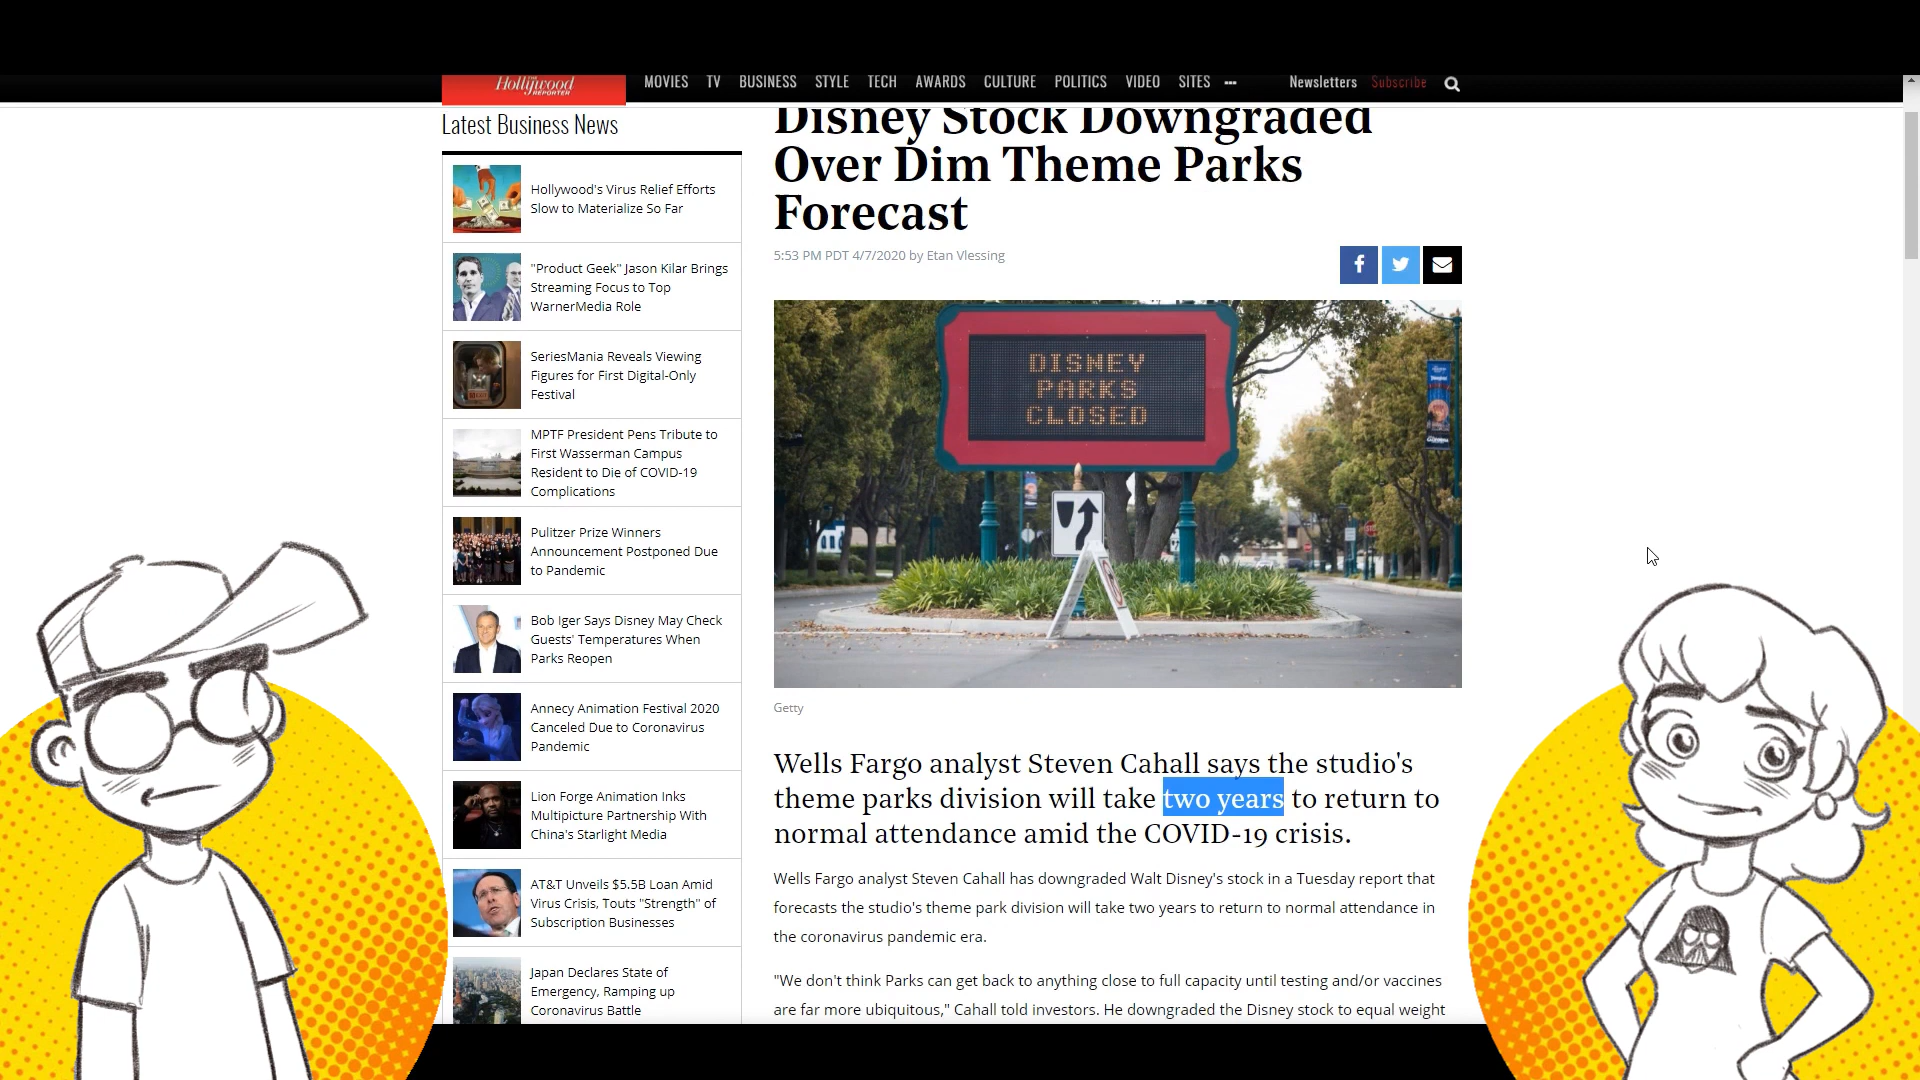 The
Hollywood
REPORTER
MOVIES TV BUSINESS STYLE TECH AWARDS CULTURE POLITICS VIDEO SITES ••• Newsletters Subscribe
Latest Business News
Hollywood's Virus Relief Efforts
Slow to Materialize So Far
"Product Geek" Jason Kilar Brings
Streaming Focus to Top
WarnerMedia Role
SeriesMania Reveals Viewing
Figures for First Digital-Only
Festival
MPTF President Pens Tribute to
First Wasserman Campus
Resident to Die of COVID-19
Complications
Pulitzer Prize Winners
Announcement Postponed Due
to Pandemic
Bob Iger Says Disney May Check
Guests' Temperatures When
Parks Reopen
Annecy Animation Festival 2020
Canceled Due to Coronavirus
Pandemic
Lion Forge Animation Inks
Multipicture Partnership With
China's Starlight Media
AT&T Unveils $5.5B Loan Amid
Virus Crisis, Touts "Strength" of
Subscription Businesses
Japan Declares State of
Emergency, Ramping up
Coronavirus Battle
Disney Stock Downgraded
Over Dim Theme Parks
Forecast
5:53 PM PDT 4/7/2020 by Etan Vlessing
DISNEY
PARKS
CLOSED
Getty
Wells Fargo analyst Steven Cahall says the studio's
theme parks division will take two years to return to
normal attendance amid the COVID-19 crisis.
Wells Fargo analyst Steven Cahall has downgraded Walt Disney's stock in a Tuesday report that
forecasts the studio's theme park division will take two years to return to normal attendance in
the coronavirus pandemic era.
"We don't think Parks can get back to anything close to full capacity until testing and/or vaccines
are far more ubiquitous," Cahall told investors. He downgraded the Disney stock to equal weight